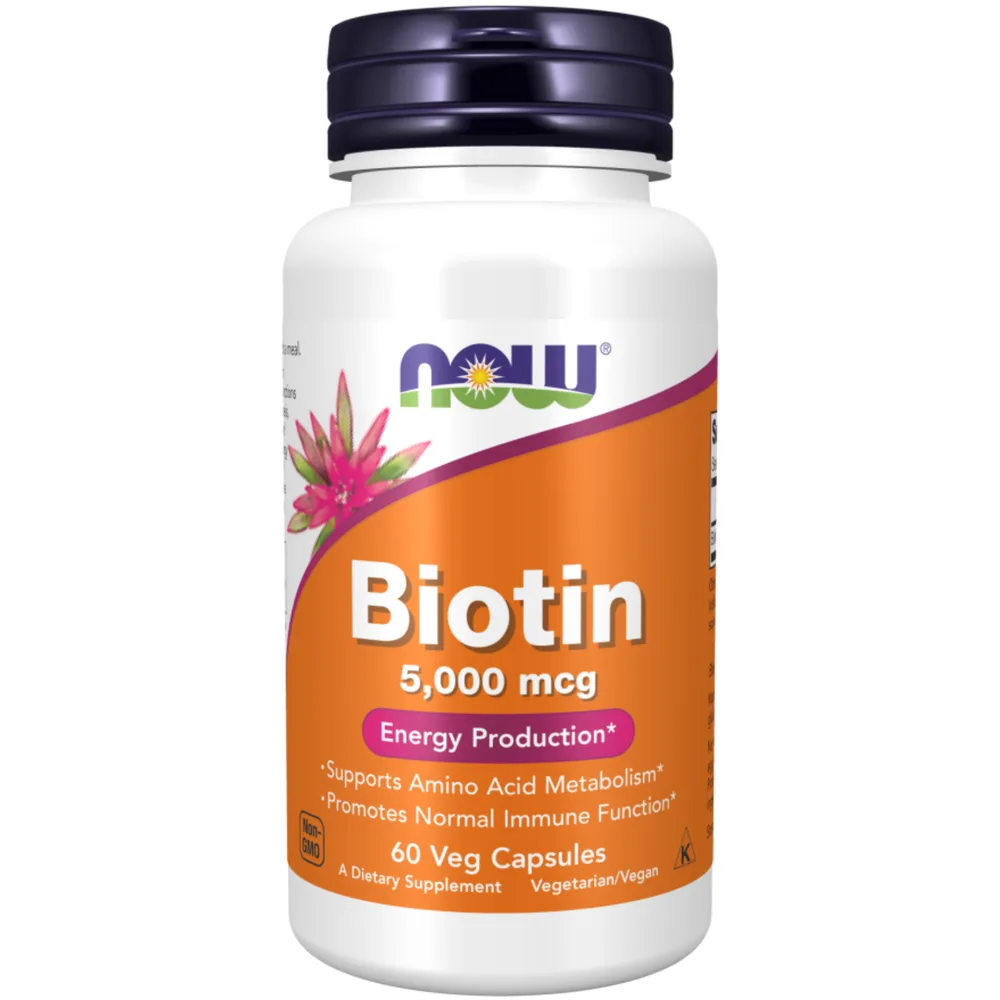 a meal.
NOW®
Biotin
5,000 mcg
Energy Production*
•Supports Amino Acid Metabolism*
•Promotes Normal Immune Function*
Non-
GMO
60 Veg Capsules
K
A Dietary Supplement Vegetarian/Vegan